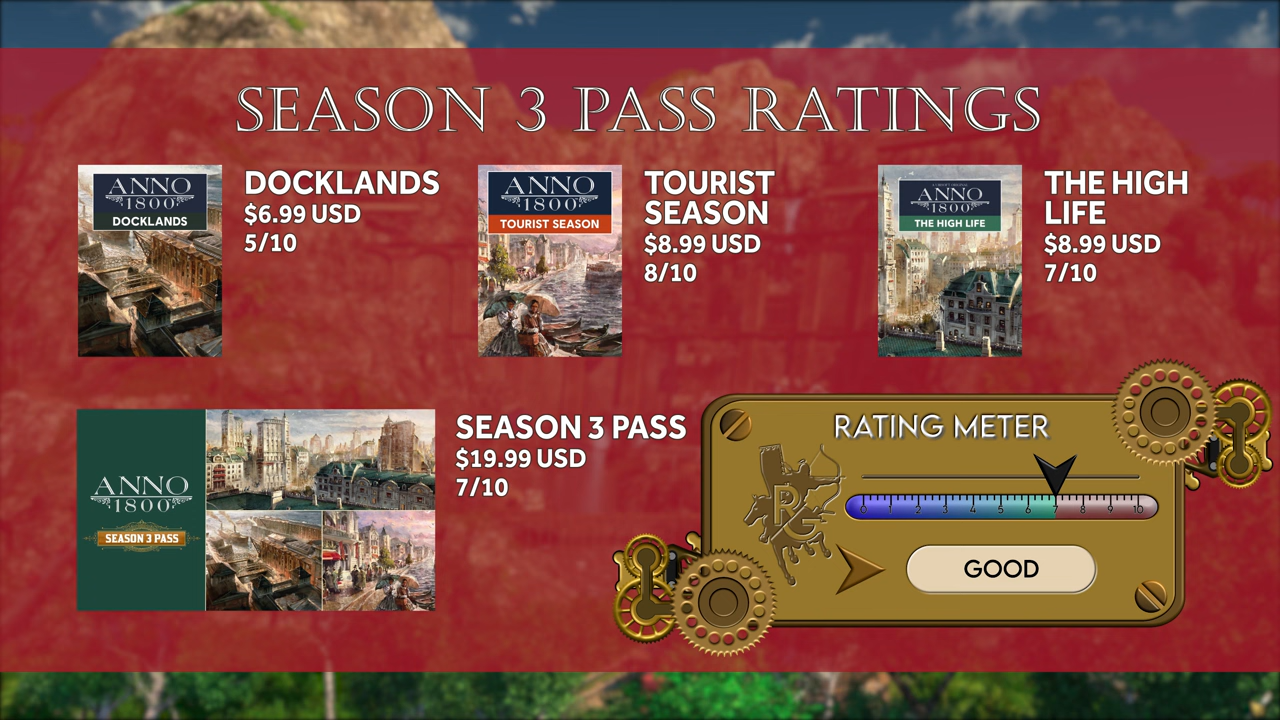 SEASON 3 PASS RATINGS
ANNO
1800
DOCKLANDS
DOCKLANDS
$6.99 USD
5/10
ANNO
1800
TOURIST SEASON
TOURIST
SEASON
$8.99 USD
8/10
ANNO
1800
THE HIGH LIFE
THE HIGH
LIFE
$8.99 USD
7/10
ANNO
1800
SEASON 3 PASS
SEASON 3 PASS
$19.99 USD
7/10
RATING METER
0 1 2 3 4 5 6 7 8 9 10
RG
GOOD